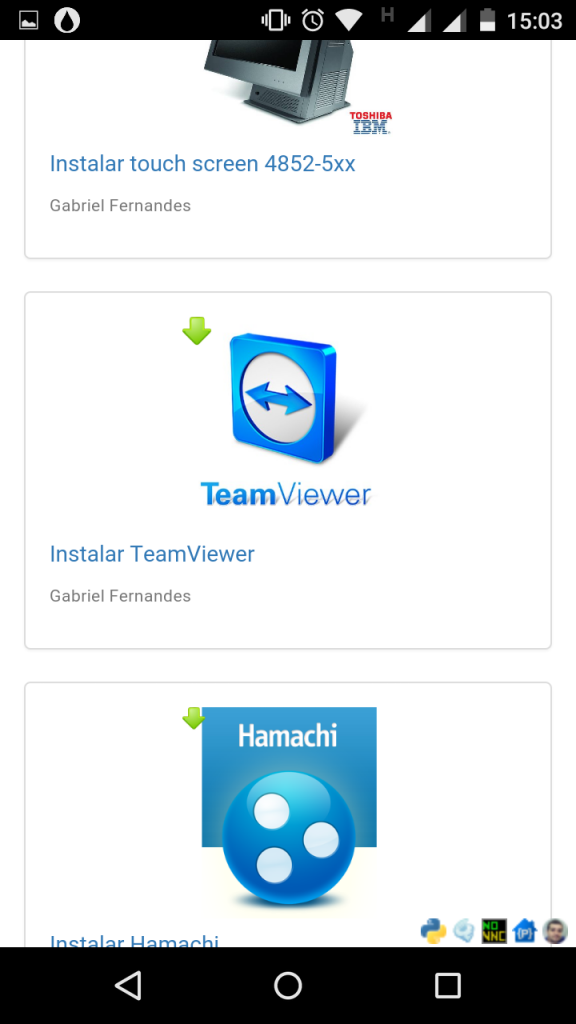 H
15:03
TOSHIBA
IBM
Instalar touch screen 4852-5xx
Gabriel Fernandes
TeamViewer
Instalar TeamViewer
Gabriel Fernandes
Hamachi
Instalar Hamachi
NO
VNC
{P}